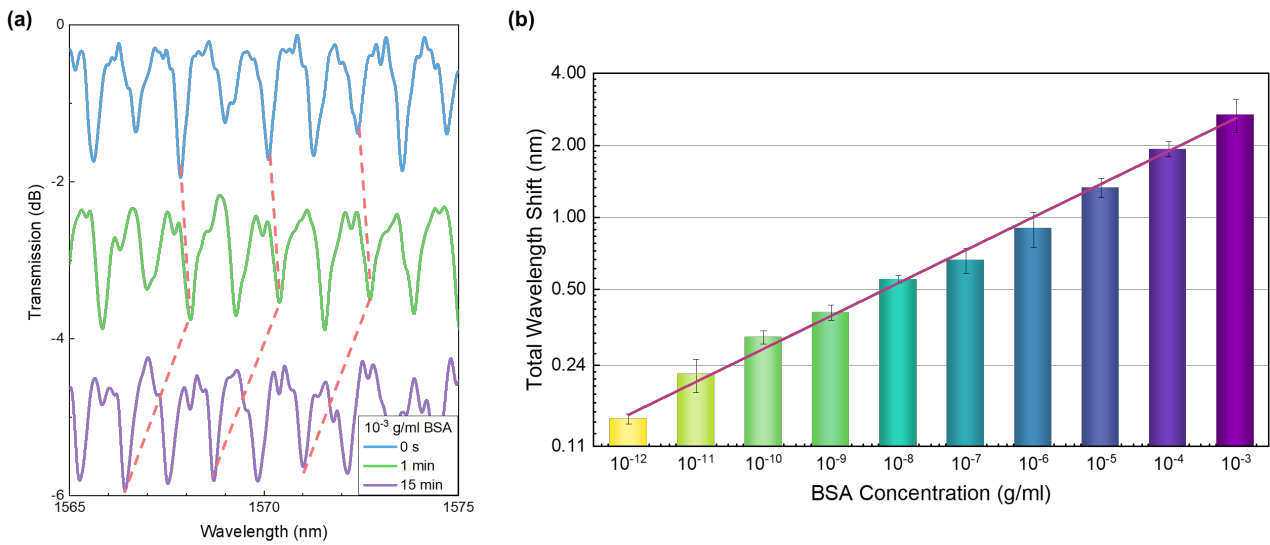 (a)
0
-2
-4
-6
Transmission (dB)
1565
1570
1575
Wavelength (nm)
10⁻³ g/ml BSA
0 s
1 min
15 min
(b)
4.00
2.00
1.00
0.50
0.24
0.11
Total Wavelength Shift (nm)
10⁻¹²
10⁻¹¹
10⁻¹⁰
10⁻⁹
10⁻⁸
10⁻⁷
10⁻⁶
10⁻⁵
10⁻⁴
10⁻³
BSA Concentration (g/ml)